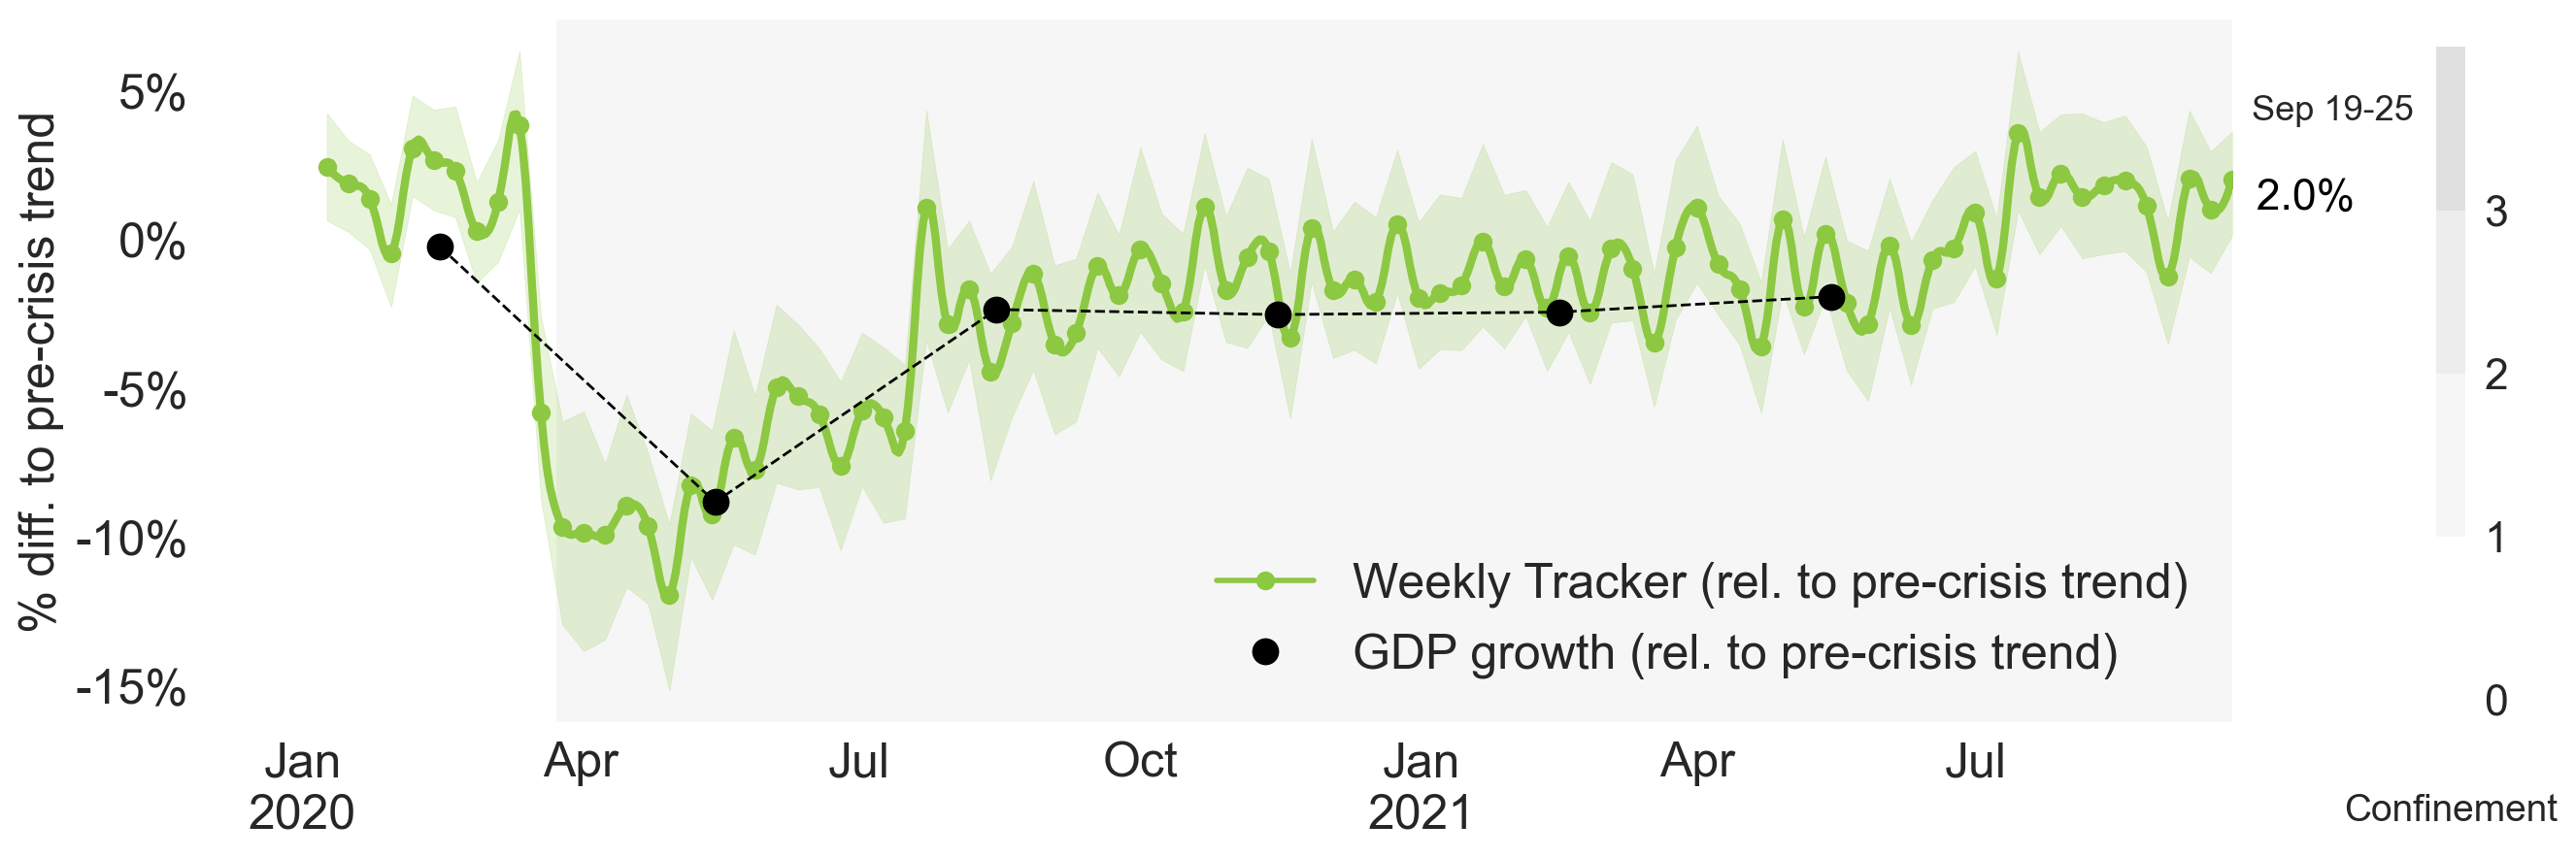 % diff. to pre-crisis trend
5%
0%
-5%
-10%
-15%
Jan
2020
Apr
Jul
Oct
Jan
2021
Apr
Jul
Weekly Tracker (rel. to pre-crisis trend)
GDP growth (rel. to pre-crisis trend)
Sep 19-25
2.0%
3
2
1
0
Confinement